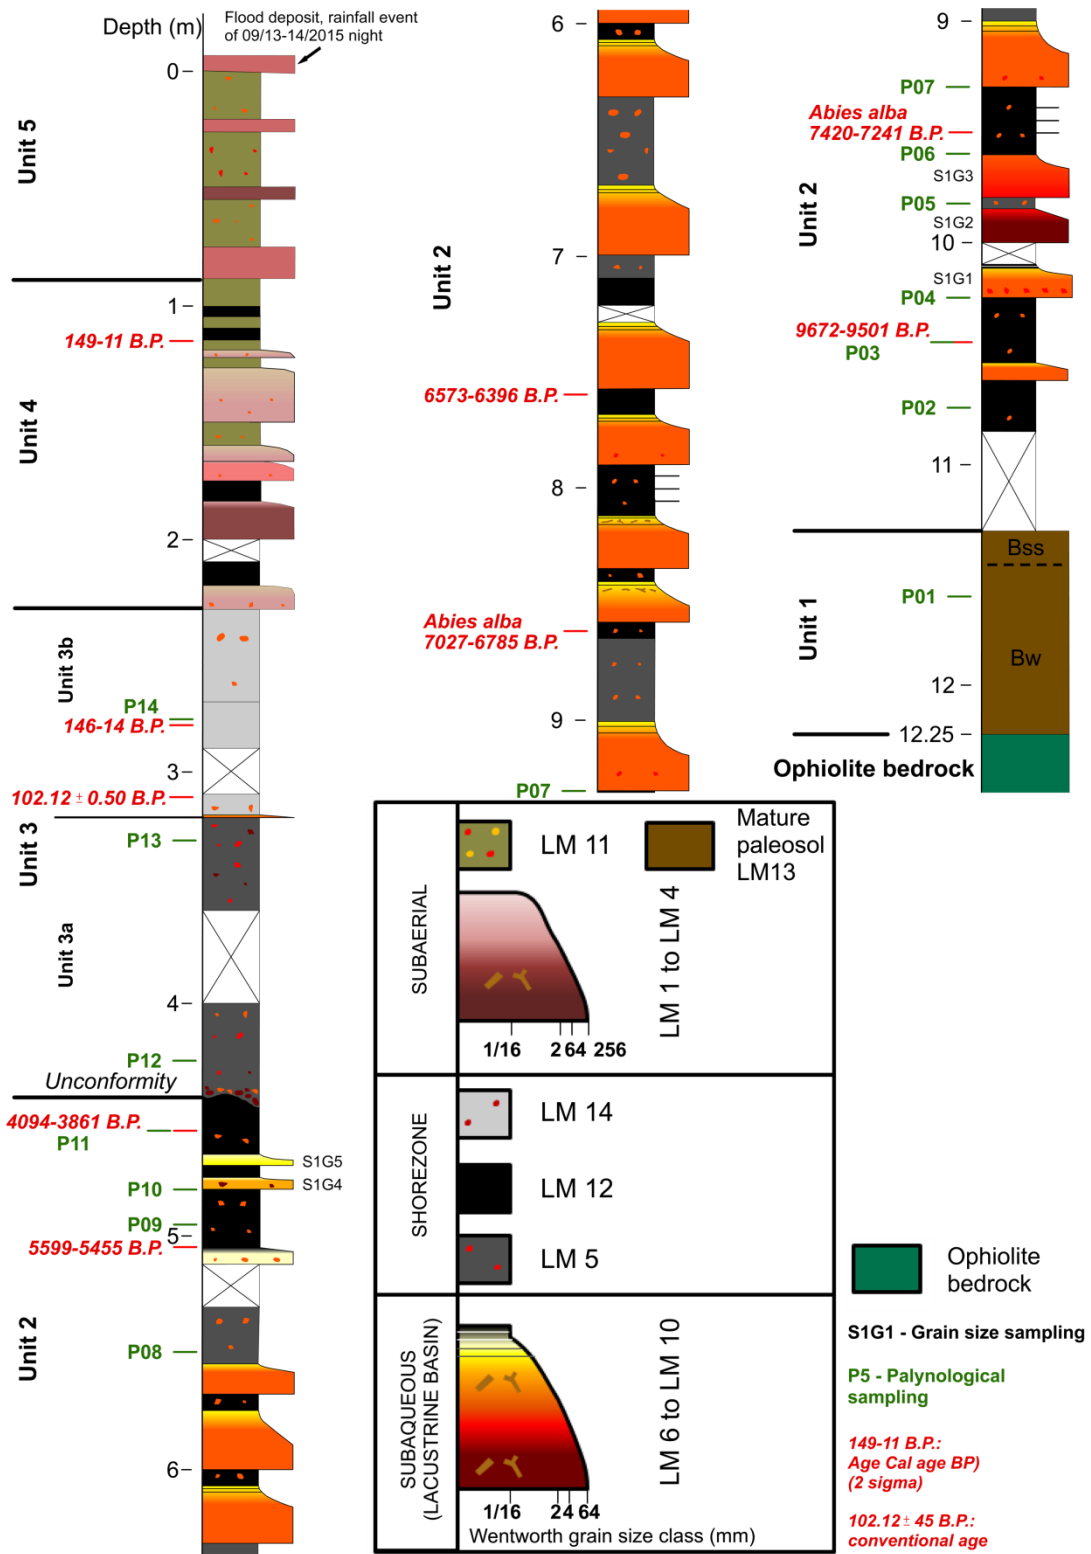 Depth (m)
Flood deposit, rainfall event
of 09/13-14/2015 night
0
Unit 5
1
149-11 B.P.
Unit 4
2
Unit 3b
P14
146-14 B.P.
3
102.12 ± 0.50 B.P.
P13
Unit 3
Unit 3a
4
P12
Unconformity
4094-3861 B.P.
P11
S1G5
S1G4
P10
P09
5
5599-5455 B.P.
Unit 2
P08
6
6
Unit 2
7
6573-6396 B.P.
8
Abies alba
7027-6785 B.P.
9
P07
9
P07
Abies alba
7420-7241 B.P.
P06
S1G3
P05
S1G2
Unit 2
10
S1G1
P04
9672-9501 B.P.
P03
P02
11
Bss
P01
Unit 1
Bw
12
12.25
Ophiolite bedrock
SUBAERIAL
LM 11
Mature
paleosol
LM13
LM 1 to LM 4
1/16
2 64 256
SHOREZONE
LM 14
LM 12
LM 5
SUBAQUEOUS
(LACUSTRINE BASIN)
LM 6 to LM 10
1/16
2 4 64
Wentworth grain size class (mm)
Ophiolite
bedrock
S1G1 - Grain size sampling
P5 - Palynological
sampling
149-11 B.P.:
Age Cal age BP)
(2 sigma)
102.12 ± 45 B.P.:
conventional age